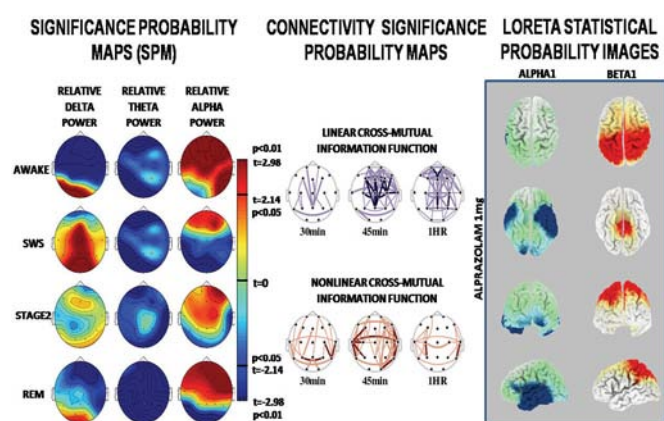 SIGNIFICANCE PROBABILITY
MAPS (SPM)
RELATIVE
DELTA
POWER
RELATIVE
THETA
POWER
RELATIVE
ALPHA
POWER
AWAKE
SWS
STAGE2
REM
p<0.01
t=2.98
t=2.14
p<0.05
t=0
p<0.05
t=-2.14
t=-2.98
p<0.01
CONNECTIVITY SIGNIFICANCE
PROBABILITY MAPS
LINEAR CROSS-MUTUAL
INFORMATION FUNCTION
30min
45min
1HR
NONLINEAR CROSS-MUTUAL
INFORMATION FUNCTION
30min
45min
1HR
LORETA STATISTICAL
PROBABILITY IMAGES
ALPHA1
BETA1
ALPRAZOLAM 1mg